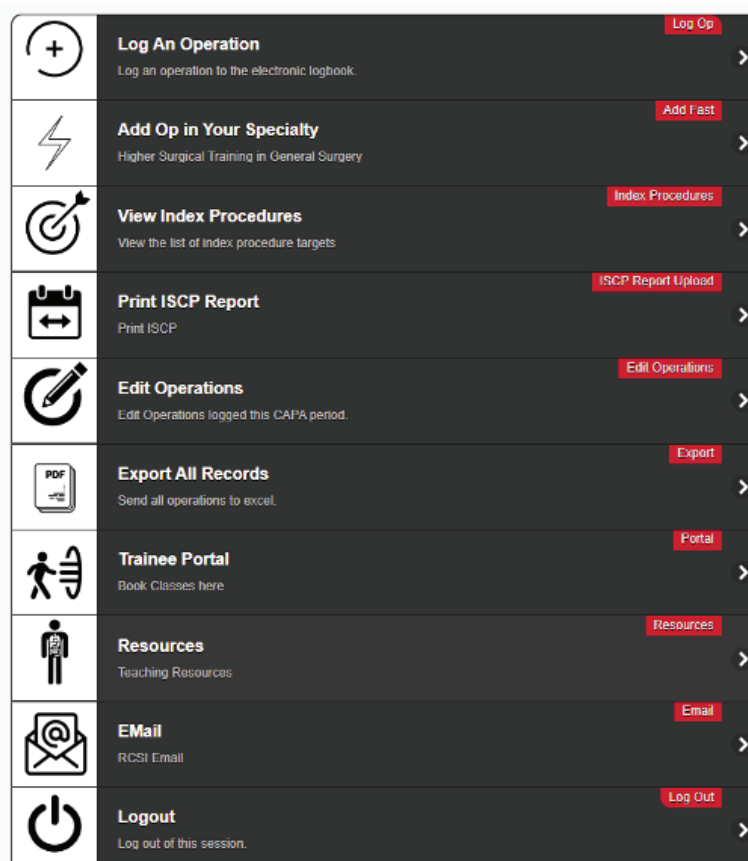 Log Op
Log An Operation
Log an operation to the electronic logbook.
Add Fast
Add Op in Your Specialty
Higher Surgical Training in General Surgery
Index Procedures
View Index Procedures
View the list of index procedure targets
ISCP Report Upload
Print ISCP Report
Print ISCP
Edit Operations
Edit Operations
Edit Operations logged this CAPA period.
Export
PDF
Export All Records
Send all operations to excel.
Portal
Trainee Portal
Book Classes here
Resources
Resources
Teaching Resources
Email
@
EMail
RCSI Email
Log Out
Logout
Log out of this session.